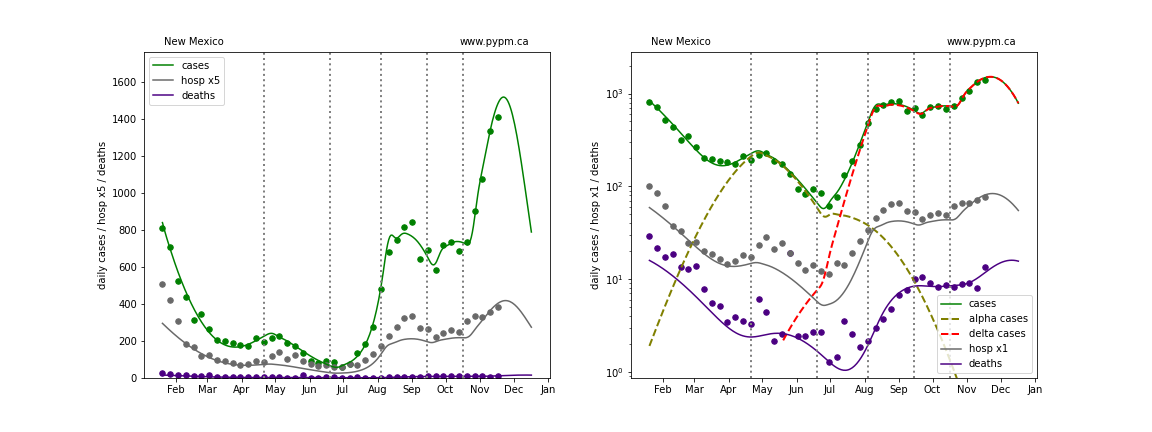 New Mexico www.pypm.ca
cases
hosp x5
deaths
daily cases / hosp x5 / deaths
1600
1400
1200
1000
800
600
400
200
0
Feb Mar Apr May Jun Jul Aug Sep Oct Nov Dec Jan
New Mexico www.pypm.ca
daily cases / hosp x1 / deaths
10³
10²
10¹
10⁰
cases
alpha cases
delta cases
hosp x1
deaths
Feb Mar Apr May Jun Jul Aug Sep Oct Nov Dec Jan